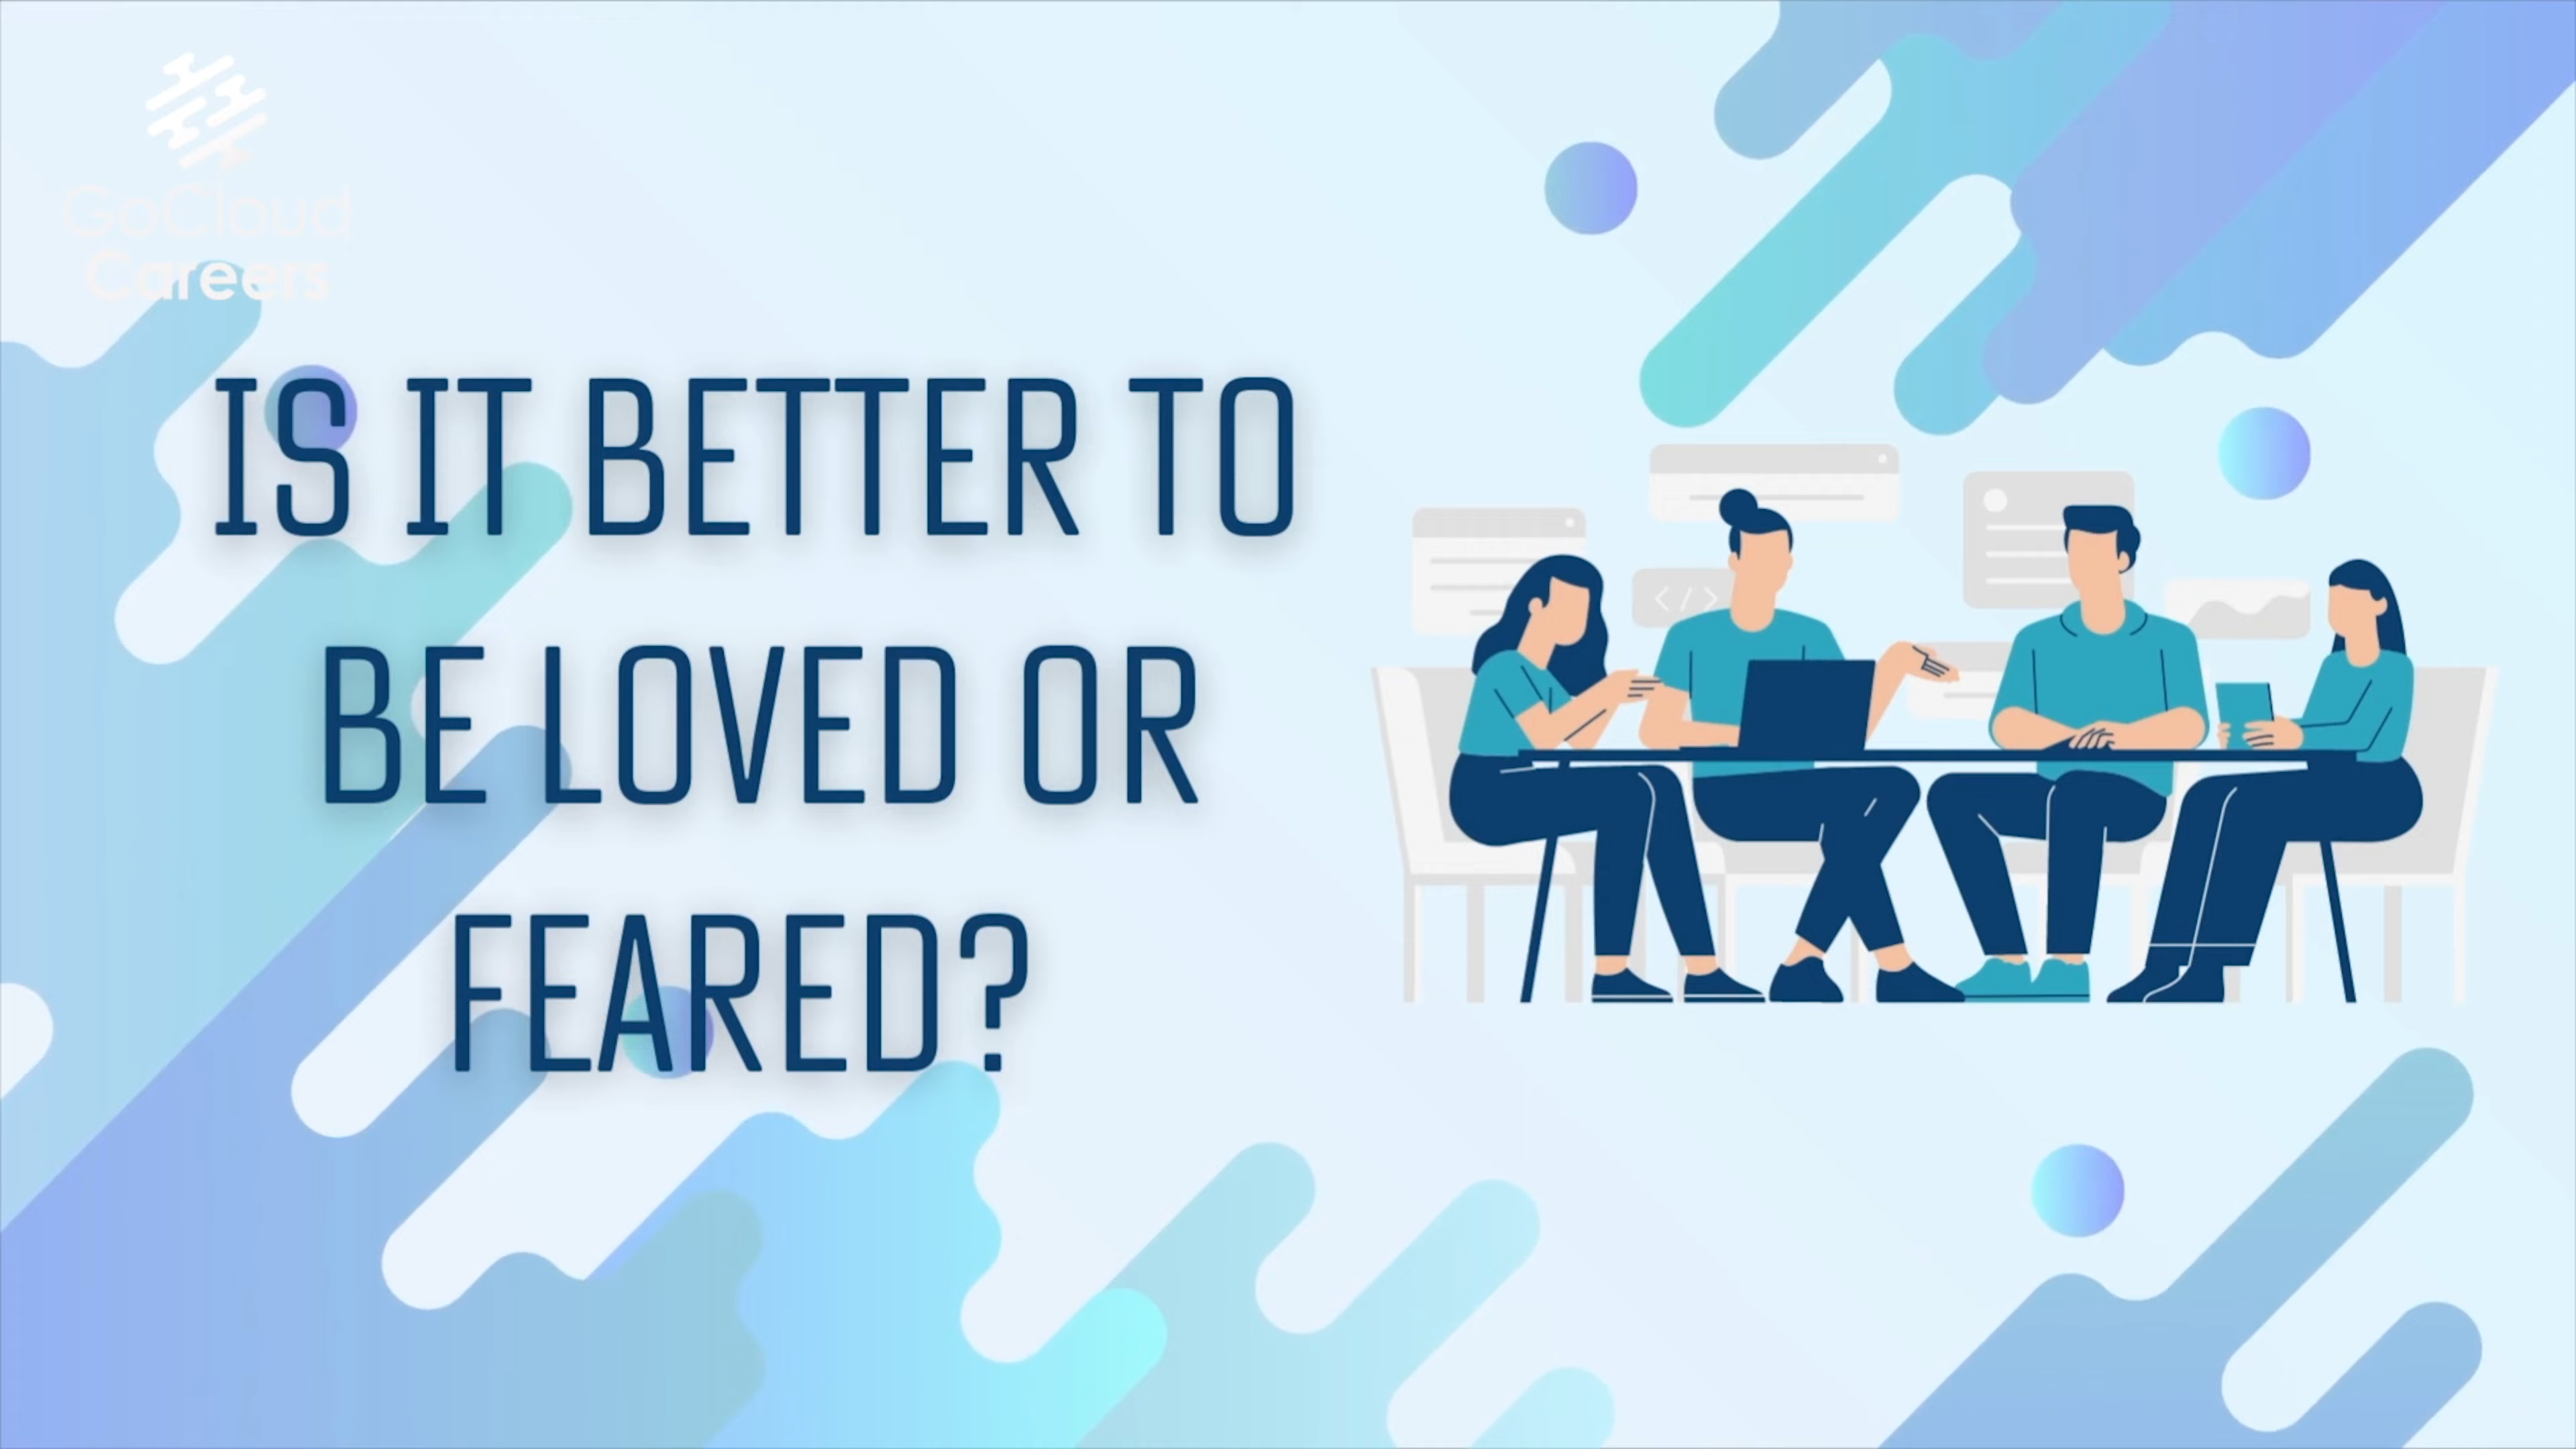 GoCloud
Careers
IS IT BETTER TO
BE LOVED OR
FEARED?
</>